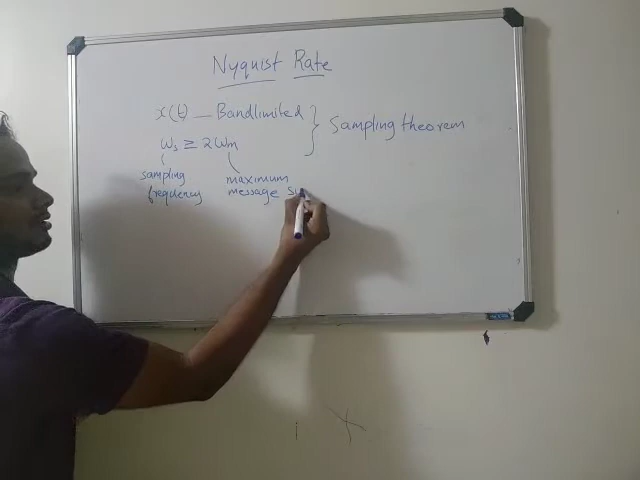 Nyquist Rate
x(t) — Bandlimited } Sampling theorem
ωs ≥ 2ωm
sampling frequency
maximum message